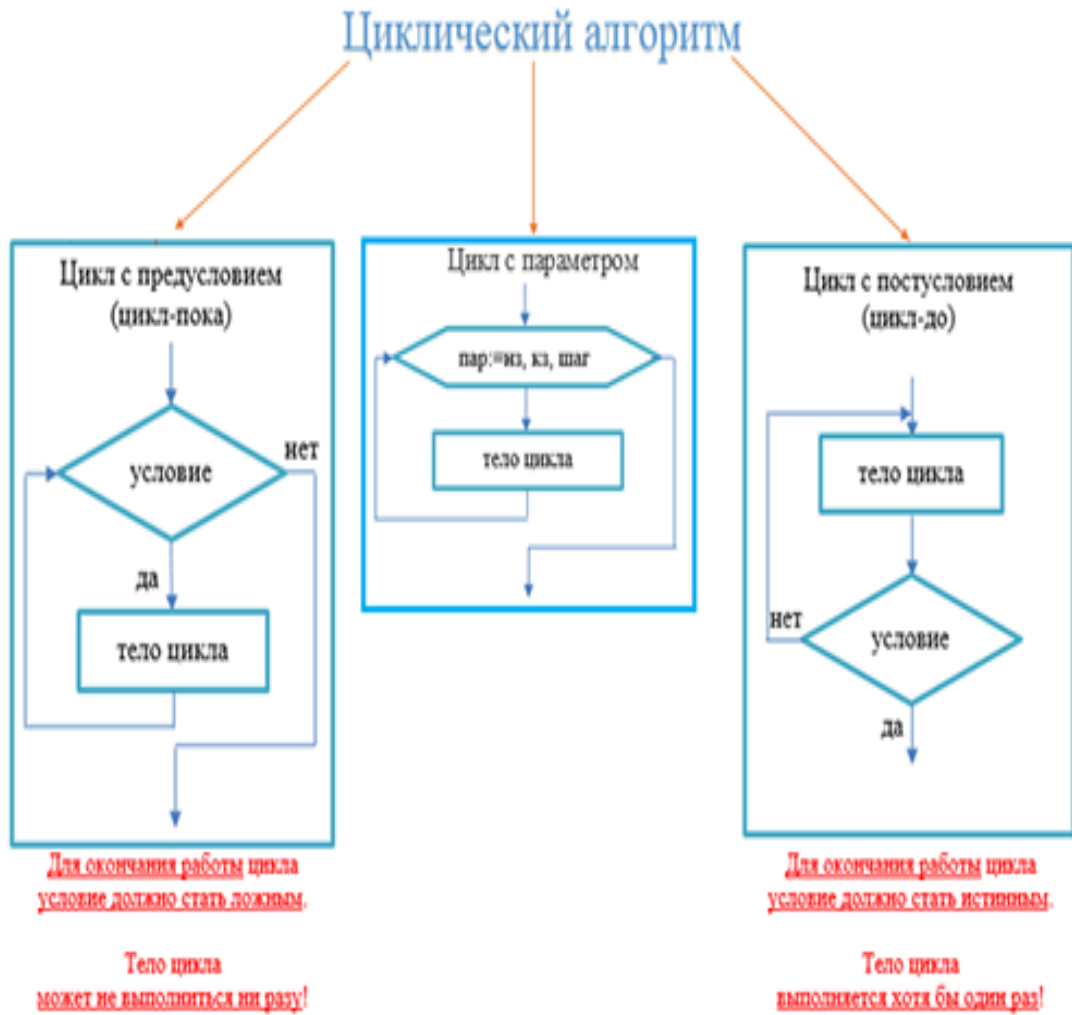 Циклический алгоритм
Цикл с предусловием
(цикл-пока)
условие
нет
да
тело цикла
Для окончания работы цикла
условие должно стать ложным.
Тело цикла
может не выполниться ни разу!
Цикл с параметром
пар:=из, кз, шаг
тело цикла
Цикл с постусловием
(цикл-до)
тело цикла
нет
условие
да
Для окончания работы цикла
условие должно стать истинным.
Тело цикла
выполняется хотя бы один раз!